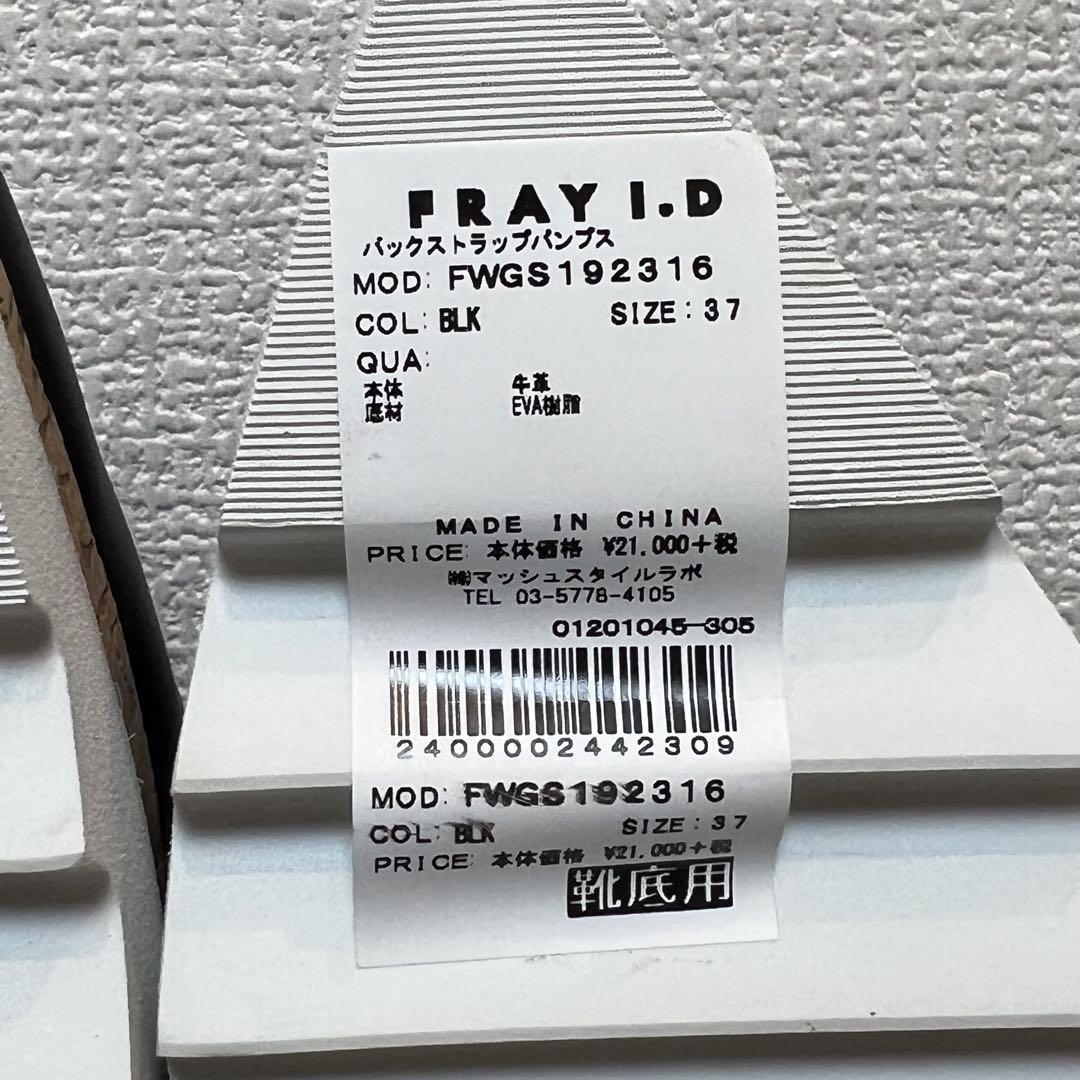 FRAY I.D
バックストラップパンプス
MOD: FWGS192316
COL: BLK SIZE: 37
QUA:
本体 牛革
底材 EVA樹脂
MADE IN CHINA
PRICE: 本体価格 ¥21,000+税
㈱マッシュスタイルラボ
TEL 03-5778-4105
01201045-305
2400002442309
MOD: FWGS192316
COL: BLK SIZE: 37
PRICE: 本体価格 ¥21,000+税
靴底用